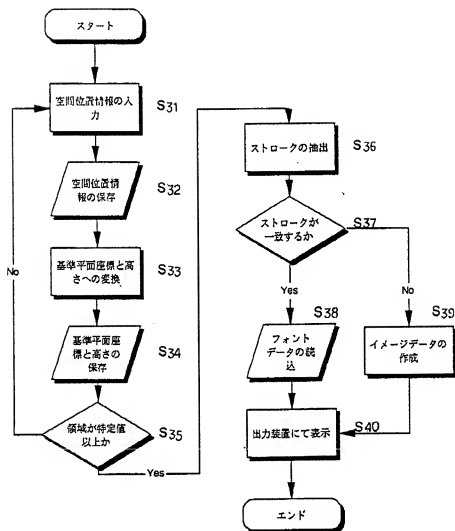 スタート
空間位置情報の入
力
S31
空間位置情
報の保存
S32
基準平面座標と高
さへの変換
S33
基準平面座
標と高さの
保存
S34
領域が特定値
以上か
S35
No
Yes
ストロークの抽出
S36
ストロークが
一致するか
S37
Yes
No
フォント
データの読
込
S38
イメージデータの
作成
S39
出力装置にて表示
S40
エンド